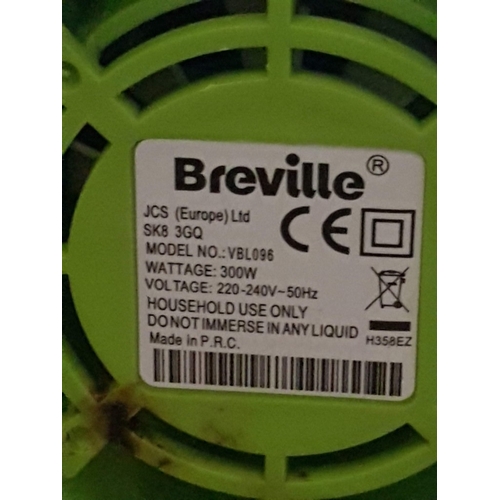 Breville®
JCS (Europe) Ltd
SK8 3GQ
CE
MODEL NO.: VBL096
WATTAGE: 300W
VOLTAGE: 220-240V~50Hz
HOUSEHOLD USE ONLY
DO NOT IMMERSE IN ANY LIQUID
H358EZ
Made in P.R.C.